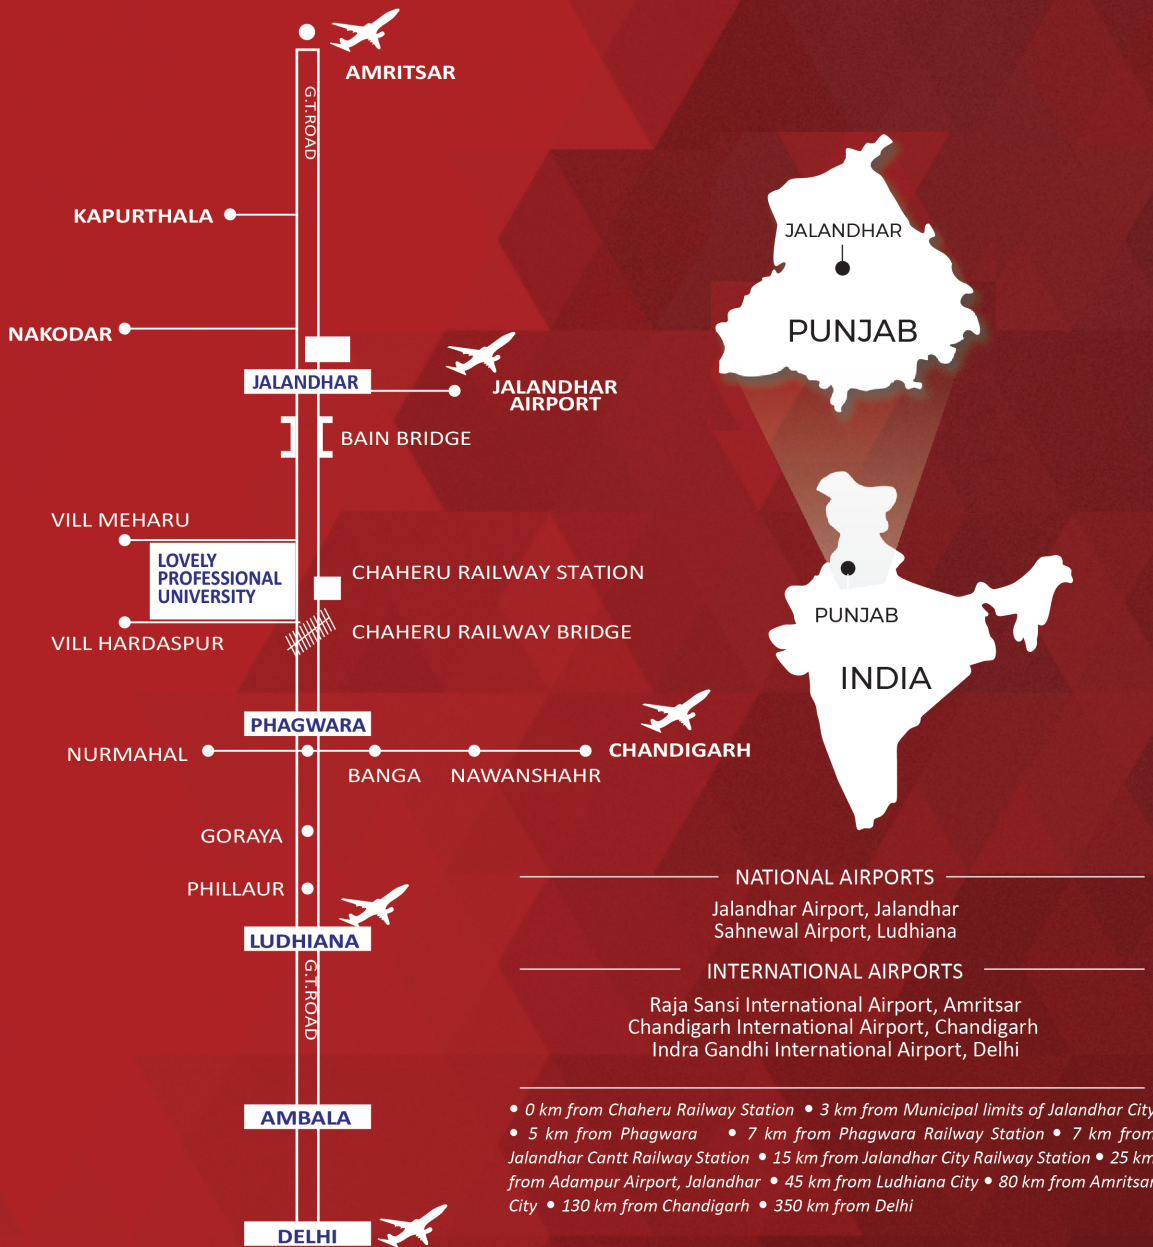 AMRITSAR
G.T.ROAD
KAPURTHALA
NAKODAR
JALANDHAR
JALANDHAR
AIRPORT
BAIN BRIDGE
VILL MEHARU
LOVELY
PROFESSIONAL
UNIVERSITY
CHAHERU RAILWAY STATION
VILL HARDASPUR
CHAHERU RAILWAY BRIDGE
PHAGWARA
NURMAHAL
BANGA
NAWANSHAHR
CHANDIGARH
GORAYA
PHILLAUR
LUDHIANA
G.T.ROAD
AMBALA
DELHI
JALANDHAR
PUNJAB
PUNJAB
INDIA
NATIONAL AIRPORTS
Jalandhar Airport, Jalandhar
Sahnewal Airport, Ludhiana
INTERNATIONAL AIRPORTS
Raja Sansi International Airport, Amritsar
Chandigarh International Airport, Chandigarh
Indra Gandhi International Airport, Delhi
• 0 km from Chaheru Railway Station • 3 km from Municipal limits of Jalandhar City
• 5 km from Phagwara • 7 km from Phagwara Railway Station • 7 km from
Jalandhar Cantt Railway Station • 15 km from Jalandhar City Railway Station • 25 km
from Adampur Airport, Jalandhar • 45 km from Ludhiana City • 80 km from Amritsar
City • 130 km from Chandigarh • 350 km from Delhi